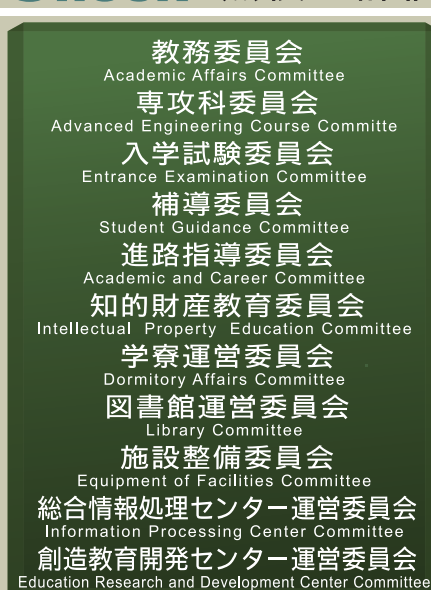 教務委員会
Academic Affairs Committee
専攻科委員会
Advanced Engineering Course Committe
入学試験委員会
Entrance Examination Committee
補導委員会
Student Guidance Committee
進路指導委員会
Academic and Career Committee
知的財産教育委員会
Intellectual Property Education Committee
学寮運営委員会
Dormitory Affairs Committee
図書館運営委員会
Library Committee
施設整備委員会
Equipment of Facilities Committee
総合情報処理センター運営委員会
Information Processing Center Committee
創造教育開発センター運営委員会
Education Research and Development Center Committee